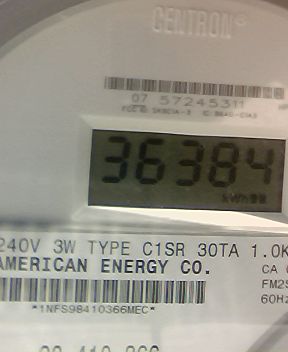 CENTRON®
07 57245311
36384
kWh
240V 3W TYPE C1SR 30TA 1.0K
AMERICAN ENERGY CO.
CA
FM2S
60Hz
*1NFS98410366MEC*